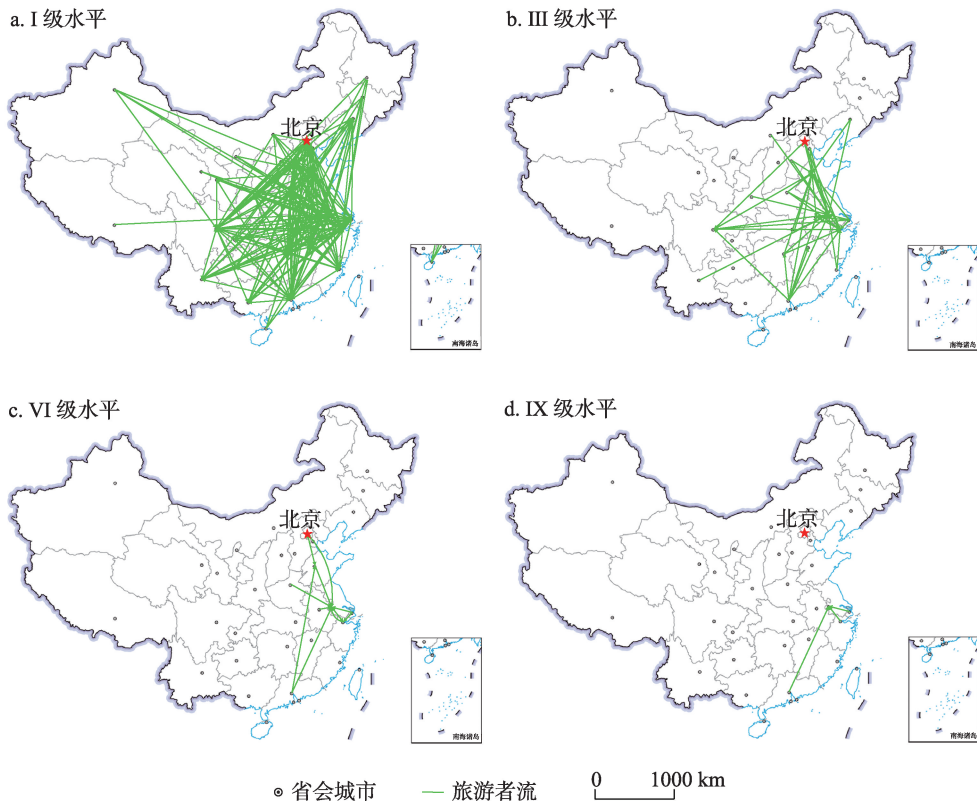 a. I 级水平
北京
南海诸岛
b. III 级水平
北京
南海诸岛
c. VI 级水平
北京
南海诸岛
d. IX 级水平
北京
南海诸岛
省会城市
旅游者流
0 1000 km